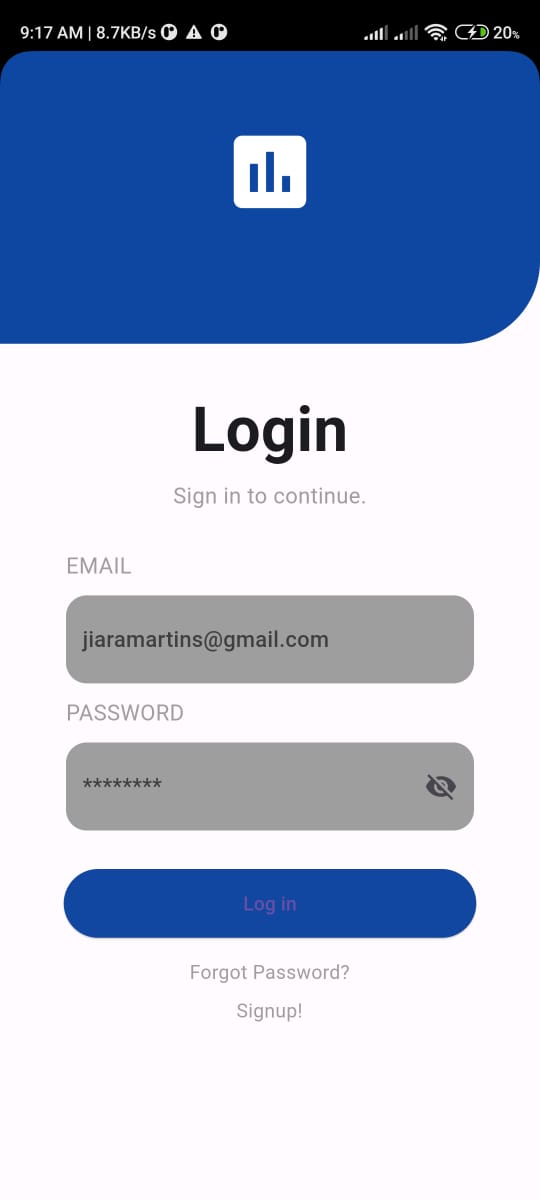 9:17 AM | 8.7KB/s 20%
Login
Sign in to continue.
EMAIL
jiaramartins@gmail.com
PASSWORD
********
Log in
Forgot Password?
Signup!